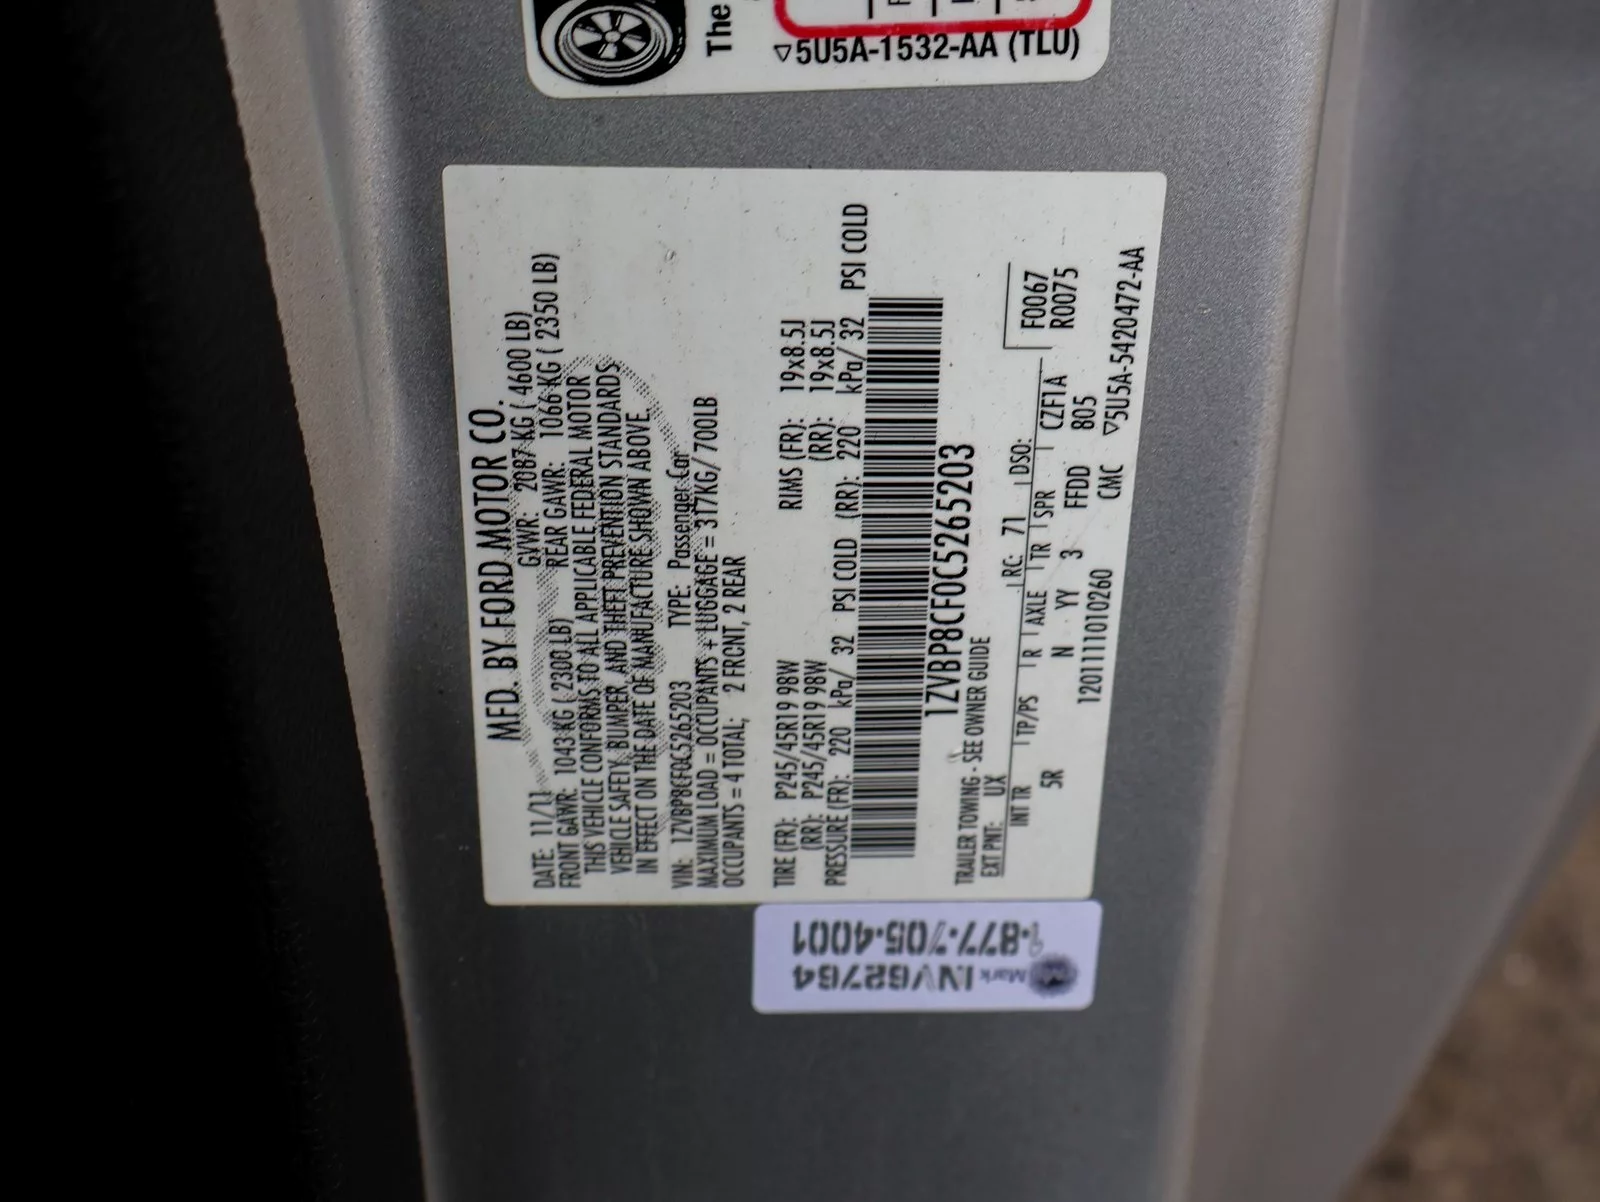 The
▽5U5A-1532-AA (TLU)
MFD. BY FORD MOTOR CO.
DATE: 11/11 GVWR: 2087 KG ( 4600 LB)
FRONT GAWR: 1043 KG ( 2300 LB) REAR GAWR: 1066 KG ( 2350 LB)
THIS VEHICLE CONFORMS TO ALL APPLICABLE FEDERAL MOTOR
VEHICLE SAFETY, BUMPER, AND THEFT PREVENTION STANDARDS
IN EFFECT ON THE DATE OF MANUFACTURE SHOWN ABOVE.
VIN: 1ZVBP8CF0C5265203 TYPE: Passenger Car
MAXIMUM LOAD = OCCUPANTS + LUGGAGE = 317KG/ 700LB
OCCUPANTS = 4 TOTAL; 2 FRONT, 2 REAR
TIRE (FR): P245/45R19 98W RIMS (FR): 19x8.5J
(RR): P245/45R19 98W (RR): 19x8.5J
PRESSURE (FR): 220 kPa/ 32 PSI COLD (RR): 220 kPa/ 32 PSI COLD
1ZVBP8CF0C5265203
TRAILER TOWING - SEE OWNER GUIDE
EXT PNT: UX RC: 71 DSO: F0067
INT TR TP/PS R AXLE TR SPR CZF1A R0075
5R N YY 3 FFDD 805
1201111010260 CMC ▽5U5A-5420472-AA
Mark INV62764
1-877-705-4001